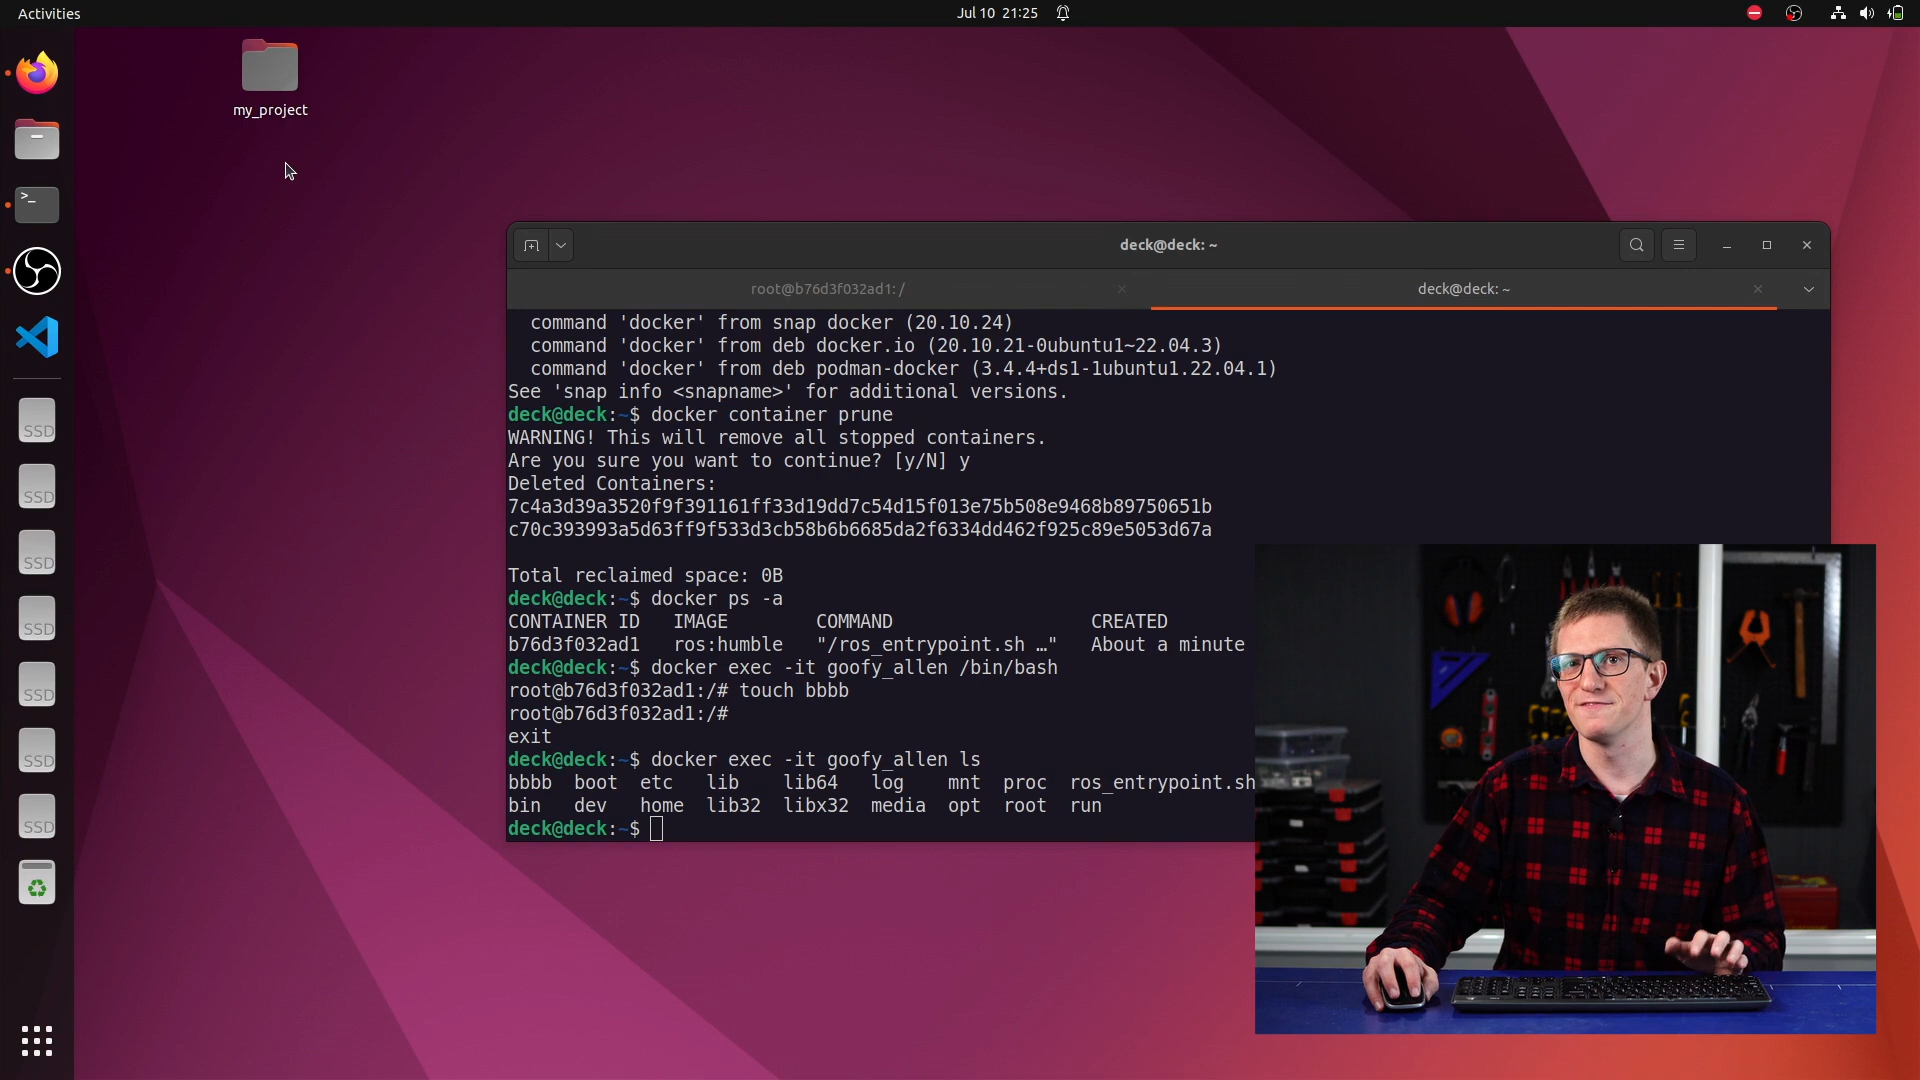 Activities
Jul 10 21:25
my_project
deck@deck: ~
root@b76d3f032ad1: /
deck@deck: ~
command 'docker' from snap docker (20.10.24)
command 'docker' from deb docker.io (20.10.21-0ubuntu1~22.04.3)
command 'docker' from deb podman-docker (3.4.4+ds1-1ubuntu1.22.04.1)
See 'snap info <snapname>' for additional versions.
deck@deck:~$ docker container prune
WARNING! This will remove all stopped containers.
Are you sure you want to continue? [y/N] y
Deleted Containers:
7c4a3d39a3520f9f391161ff33d19dd7c54d15f013e75b508e9468b89750651b
c70c393993a5d63ff9f533d3cb58b6b6685da2f6334dd462f925c89e5053d67a
Total reclaimed space: 0B
deck@deck:~$ docker ps -a
CONTAINER ID IMAGE COMMAND CREATED
b76d3f032ad1 ros:humble "/ros_entrypoint.sh …" About a minute
deck@deck:~$ docker exec -it goofy_allen /bin/bash
root@b76d3f032ad1:/# touch bbbb
root@b76d3f032ad1:/#
exit
deck@deck:~$ docker exec -it goofy_allen ls
bbbb boot etc lib lib64 log mnt proc ros_entrypoint.sh
bin dev home lib32 libx32 media opt root run
deck@deck:~$
SSD
SSD
SSD
SSD
SSD
SSD
SSD